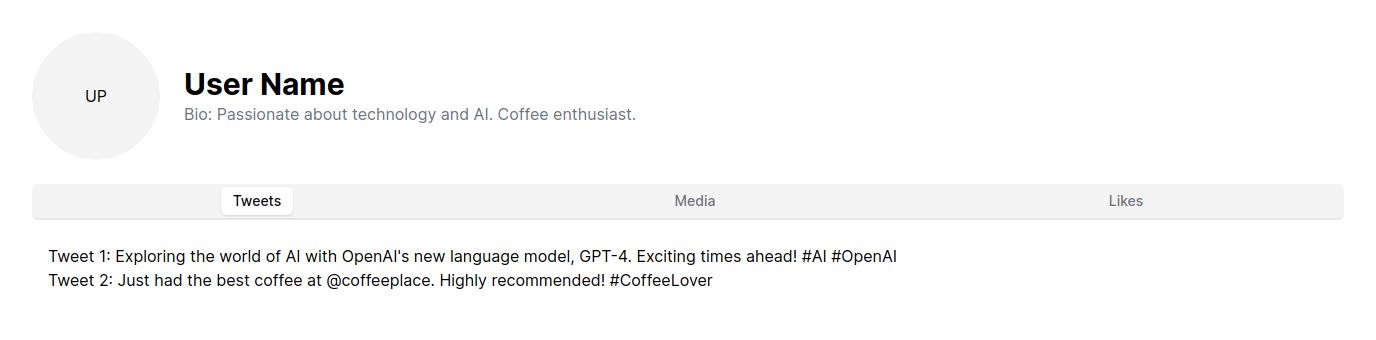 UP
User Name
Bio: Passionate about technology and AI. Coffee enthusiast.
Tweets
Media
Likes
Tweet 1: Exploring the world of AI with OpenAI's new language model, GPT-4. Exciting times ahead! #AI #OpenAI
Tweet 2: Just had the best coffee at @coffeeplace. Highly recommended! #CoffeeLover